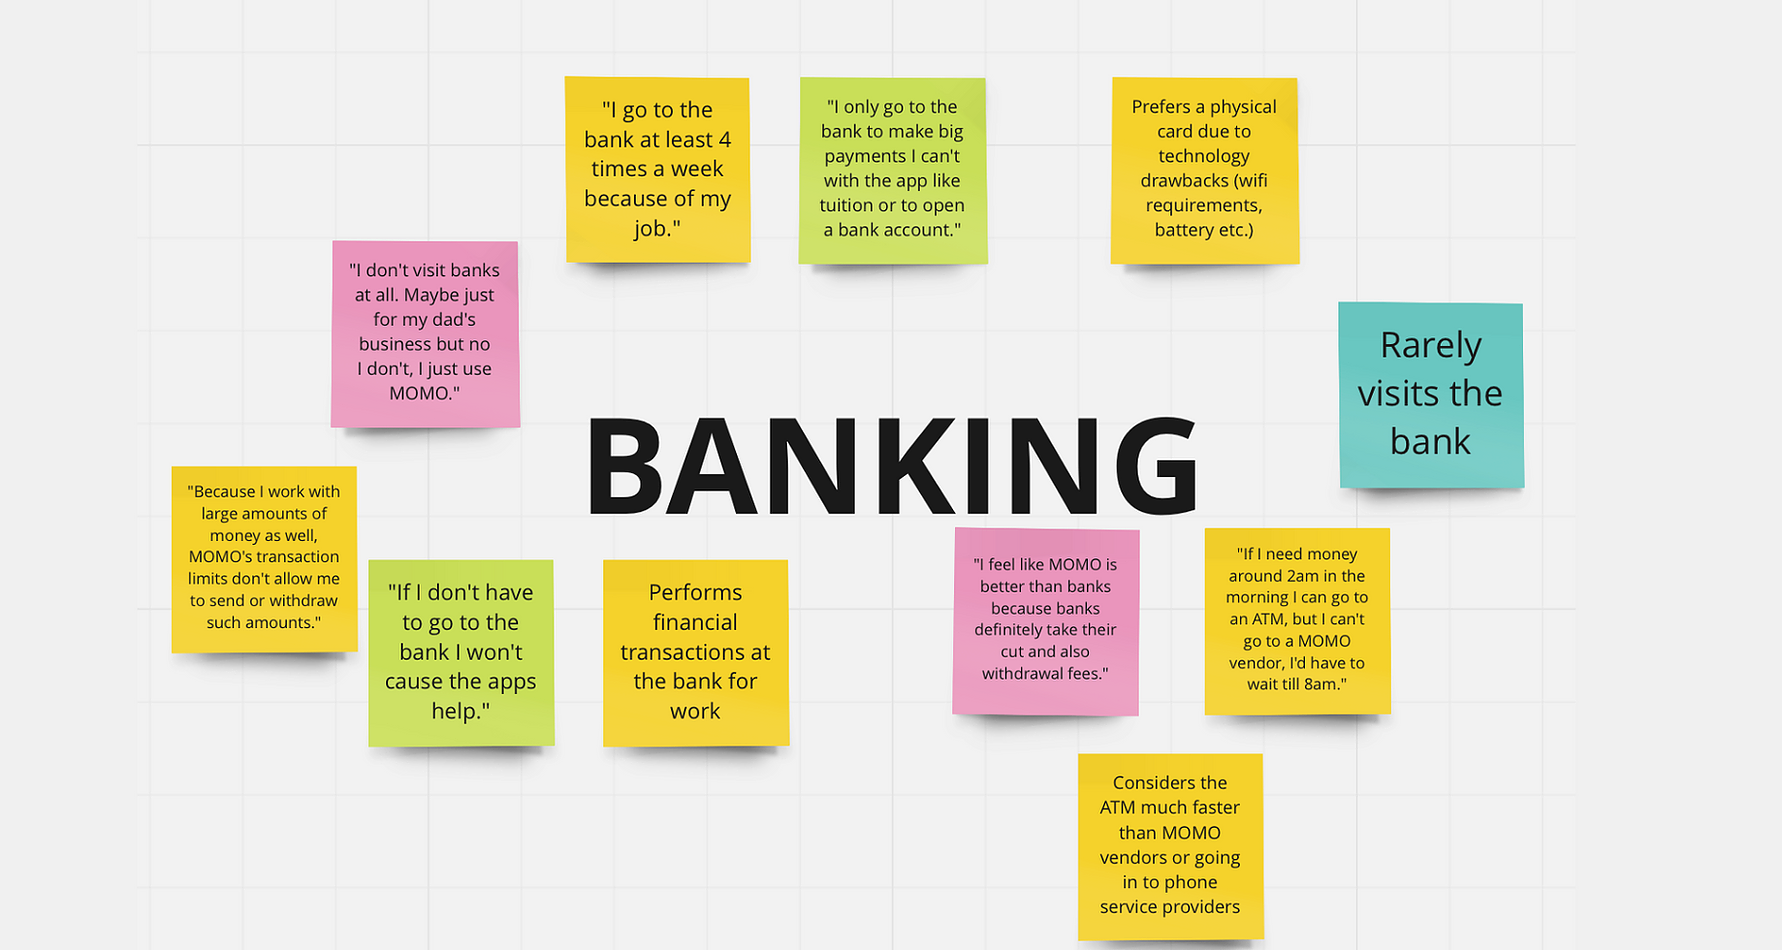 "I go to the
bank at least 4
times a week
because of my
job."
"I only go to the
bank to make big
payments I can't
with the app like
tuition or to open
a bank account."
Prefers a physical
card due to
technology
drawbacks (wifi
requirements,
battery etc.)
"I don't visit banks
at all. Maybe just
for my dad's
business but no
I don't, I just use
MOMO."
Rarely
visits the
bank
BANKING
"Because I work with
large amounts of
money as well,
MOMO's transaction
limits don't allow me
to send or withdraw
such amounts."
"If I don't have
to go to the
bank I won't
cause the apps
help."
Performs
financial
transactions at
the bank for
work
"I feel like MOMO is
better than banks
because banks
definitely take their
cut and also
withdrawal fees."
"If I need money
around 2am in the
morning I can go to
an ATM, but I can't
go to a MOMO
vendor, I'd have to
wait till 8am."
Considers the
ATM much faster
than MOMO
vendors or going
in to phone
service providers